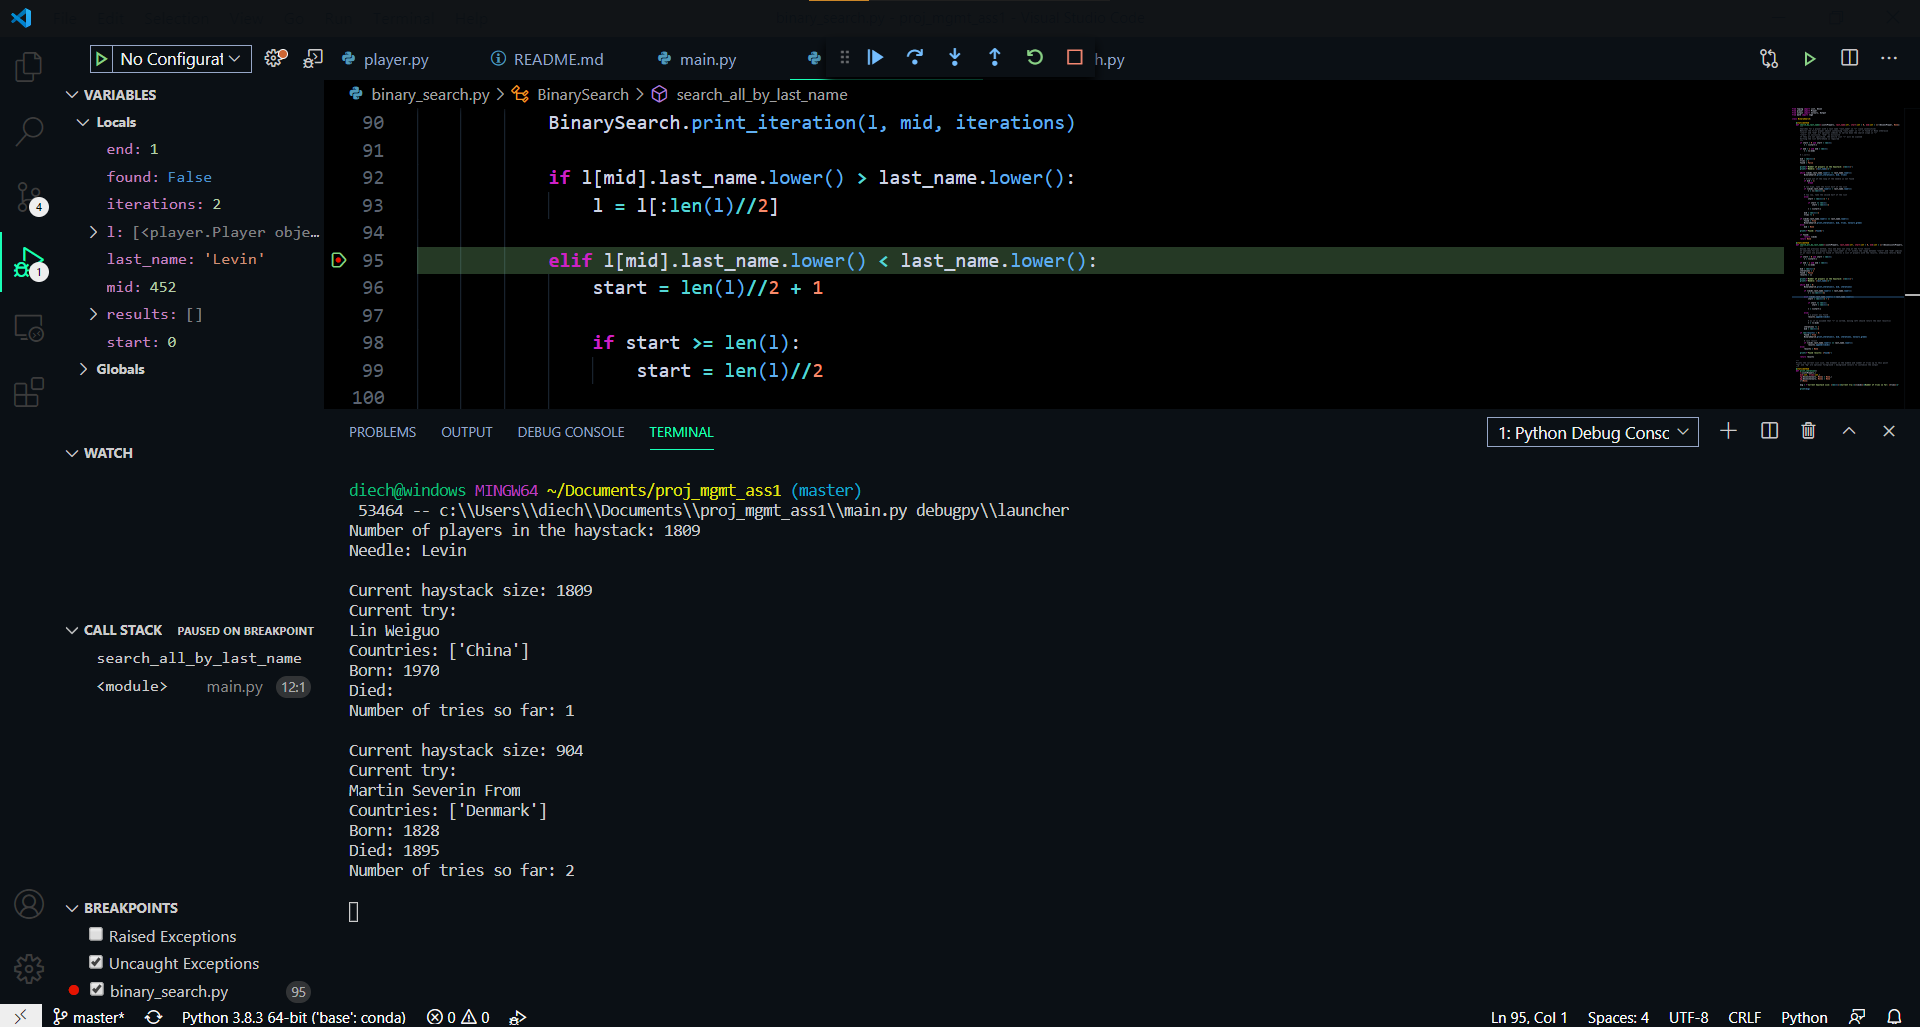 No Configurat
player.py
README.md
main.py
h.py
VARIABLES
Locals
end: 1
found: False
iterations: 2
l: [<player.Player obje…
last_name: 'Levin'
mid: 452
results: []
start: 0
Globals
WATCH
CALL STACK PAUSED ON BREAKPOINT
search_all_by_last_name
<module> main.py 12:1
BREAKPOINTS
Raised Exceptions
Uncaught Exceptions
binary_search.py 95
4
1
binary_search.py > BinarySearch > search_all_by_last_name
90 BinarySearch.print_iteration(l, mid, iterations)
91
92 if l[mid].last_name.lower() > last_name.lower():
93 l = l[:len(l)//2]
94
95 elif l[mid].last_name.lower() < last_name.lower():
96 start = len(l)//2 + 1
97
98 if start >= len(l):
99 start = len(l)//2
100
PROBLEMS OUTPUT DEBUG CONSOLE TERMINAL
1: Python Debug Consc
diech@windows MINGW64 ~/Documents/proj_mgmt_ass1 (master)
53464 -- c:\\Users\\diech\\Documents\\proj_mgmt_ass1\\main.py debugpy\\launcher
Number of players in the haystack: 1809
Needle: Levin
Current haystack size: 1809
Current try:
Lin Weiguo
Countries: ['China']
Born: 1970
Died:
Number of tries so far: 1
Current haystack size: 904
Current try:
Martin Severin From
Countries: ['Denmark']
Born: 1828
Died: 1895
Number of tries so far: 2
master*
Python 3.8.3 64-bit ('base': conda)
0 0
Ln 95, Col 1
Spaces: 4
UTF-8
CRLF
Python